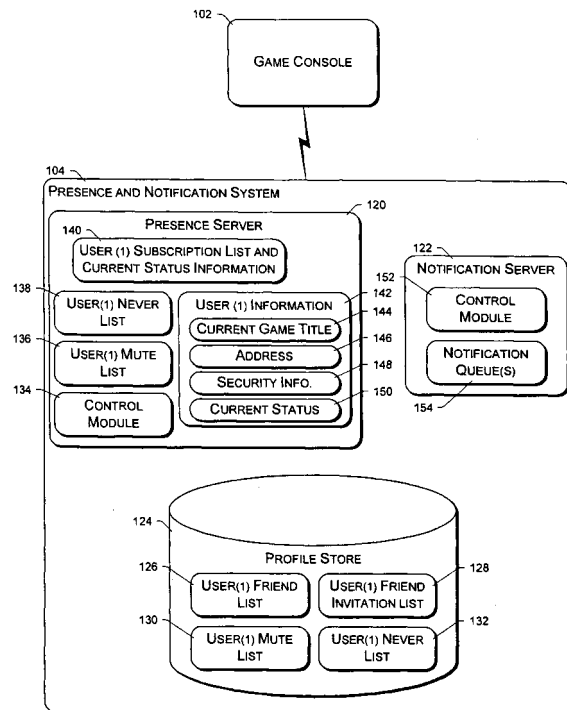 102
GAME CONSOLE
104
PRESENCE AND NOTIFICATION SYSTEM
120
PRESENCE SERVER
140
USER (1) SUBSCRIPTION LIST AND
CURRENT STATUS INFORMATION
138
USER(1) NEVER
LIST
136
USER(1) MUTE
LIST
134
CONTROL
MODULE
USER (1) INFORMATION
142
CURRENT GAME TITLE
144
ADDRESS
146
SECURITY INFO.
148
CURRENT STATUS
150
122
NOTIFICATION SERVER
152
CONTROL
MODULE
NOTIFICATION
QUEUE(S)
154
124
PROFILE STORE
126
USER(1) FRIEND
LIST
USER(1) FRIEND
INVITATION LIST
128
130
USER(1) MUTE
LIST
USER(1) NEVER
LIST
132